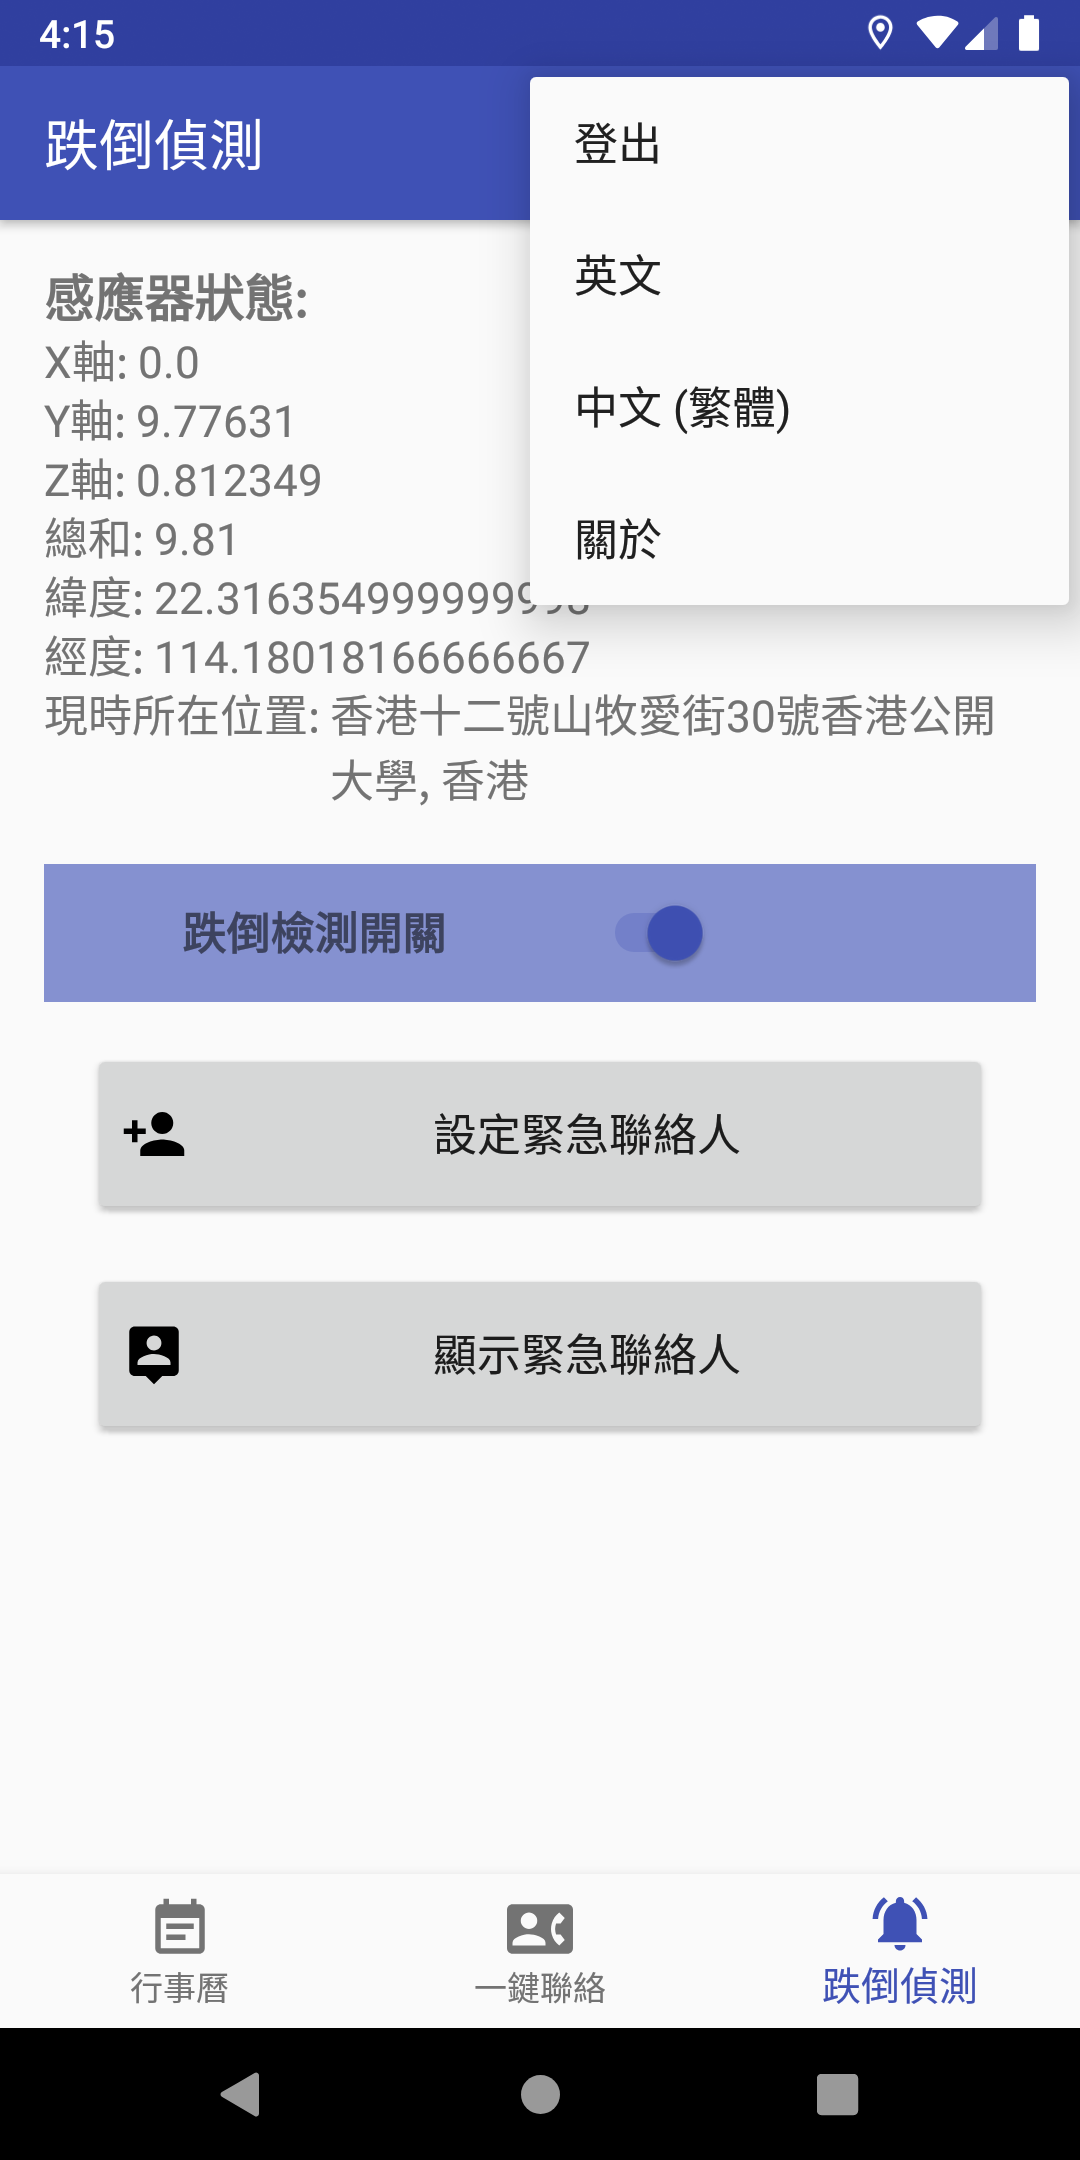 4:15
跌倒偵測
登出
英文
中文 (繁體)
關於
感應器狀態:
X軸: 0.0
Y軸: 9.77631
Z軸: 0.812349
總和: 9.81
緯度: 22.316354999999998
經度: 114.18018166666667
現時所在位置: 香港十二號山牧愛街30號香港公開
大學, 香港
跌倒檢測開關
設定緊急聯絡人
顯示緊急聯絡人
行事曆
一鍵聯絡
跌倒偵測